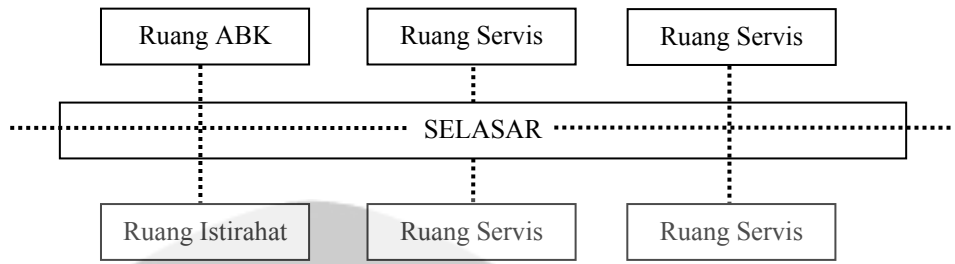 Ruang ABK
Ruang Servis
Ruang Servis
SELASAR
Ruang Istirahat
Ruang Servis
Ruang Servis